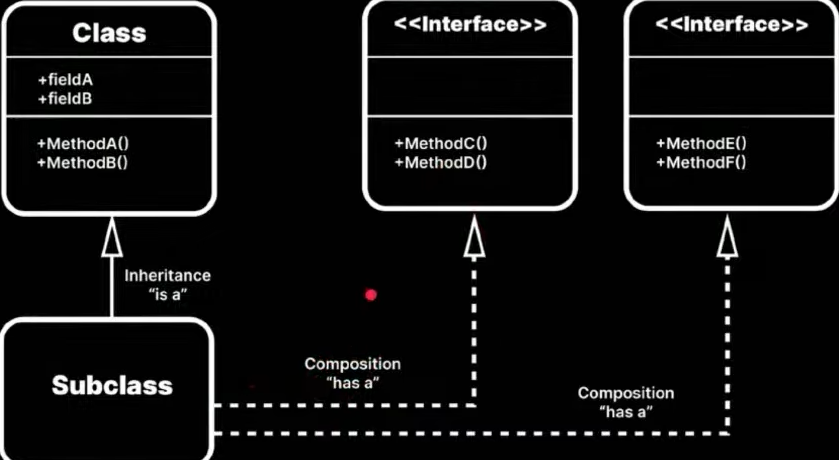 Class
+fieldA
+fieldB
+MethodA()
+MethodB()
<<Interface>>
+MethodC()
+MethodD()
<<Interface>>
+MethodE()
+MethodF()
Inheritance
“is a”
Subclass
Composition
“has a”
Composition
“has a”